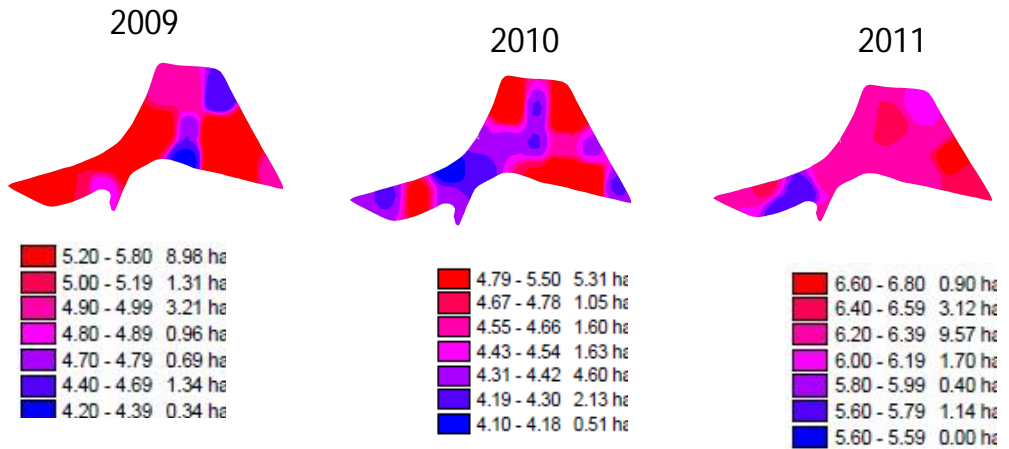 2009
2010
2011
5.20 - 5.80 8.98 ha
5.00 - 5.19 1.31 ha
4.90 - 4.99 3.21 ha
4.80 - 4.89 0.96 ha
4.70 - 4.79 0.69 ha
4.40 - 4.69 1.34 ha
4.20 - 4.39 0.34 ha
4.79 - 5.50 5.31 ha
4.67 - 4.78 1.05 ha
4.55 - 4.66 1.60 ha
4.43 - 4.54 1.63 ha
4.31 - 4.42 4.60 ha
4.19 - 4.30 2.13 ha
4.10 - 4.18 0.51 ha
6.60 - 6.80 0.90 ha
6.40 - 6.59 3.12 ha
6.20 - 6.39 9.57 ha
6.00 - 6.19 1.70 ha
5.80 - 5.99 0.40 ha
5.60 - 5.79 1.14 ha
5.60 - 5.59 0.00 ha